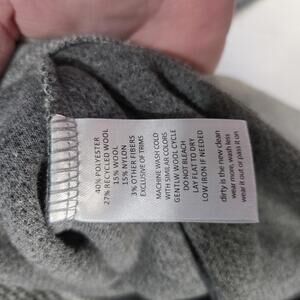 40% POLYESTER
27% RECYCLED WOOL
15% WOOL
15% NYLON
3% OTHER FIBERS
EXCLUSIVE OF TRIMS
MACHINE WASH COLD
WITH SIMILAR COLORS
GENTLW WOOL CYCLE
DO NOT BLEACH
LAY FLAT TO DRY
LOW IRON IF NEEDED
dirty is the new clean
wear more, wash less
wear it out or pass it on